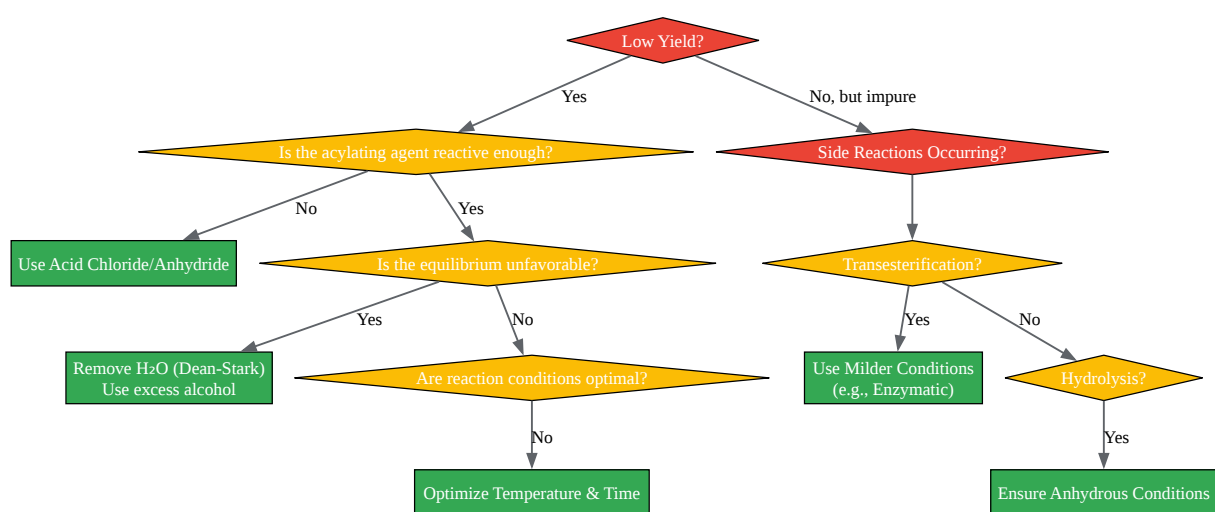 Low Yield?
Yes
No, but impure
Is the acylating agent reactive enough?
Side Reactions Occurring?
No
Yes
Use Acid Chloride/Anhydride
Is the equilibrium unfavorable?
Transesterification?
Yes
No
Yes
No
Remove H₂O (Dean-Stark)
Use excess alcohol
Are reaction conditions optimal?
Use Milder Conditions
(e.g., Enzymatic)
Hydrolysis?
No
Yes
Optimize Temperature & Time
Ensure Anhydrous Conditions